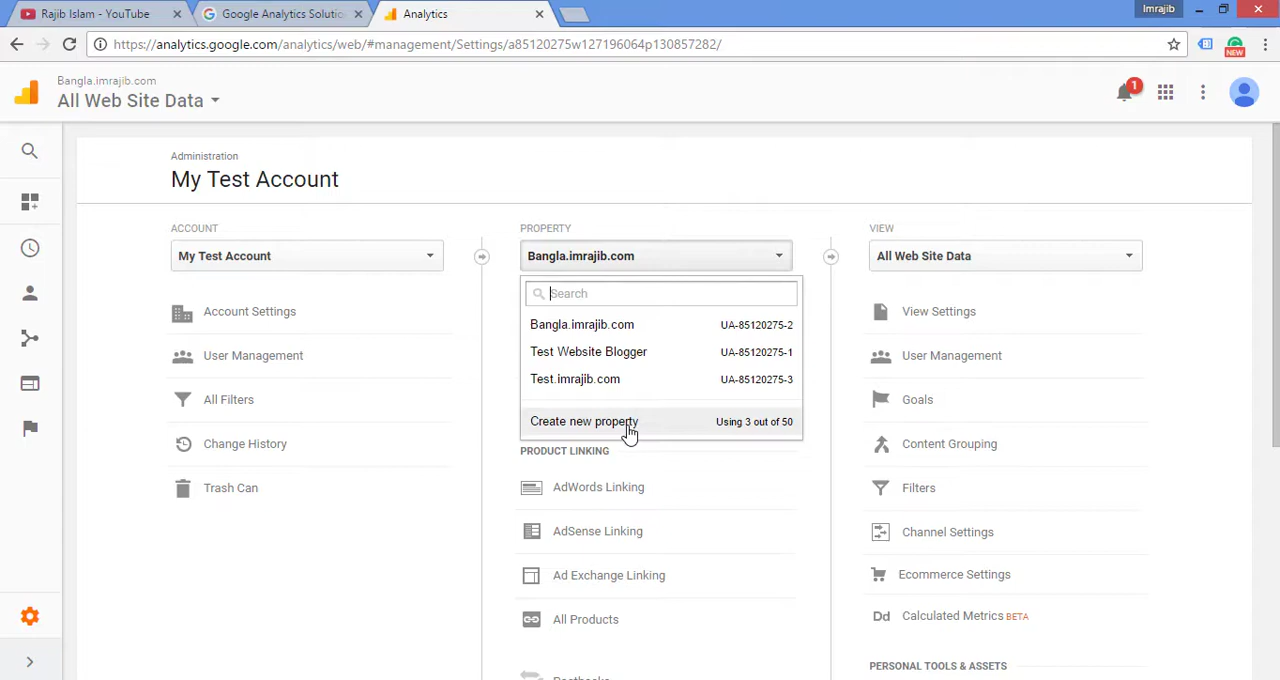 Rajib Islam - YouTube
Google Analytics Solutio
Analytics
Imrajib
https://analytics.google.com/analytics/web/#management/Settings/a85120275w127196064p130857282/
NEW
Bangla.imrajib.com
All Web Site Data
1
Administration
My Test Account
ACCOUNT
PROPERTY
VIEW
My Test Account
Bangla.imrajib.com
All Web Site Data
Account Settings
User Management
All Filters
Change History
Trash Can
Search
Bangla.imrajib.com UA-85120275-2
Test Website Blogger UA-85120275-1
Test.imrajib.com UA-85120275-3
Create new property Using 3 out of 50
PRODUCT LINKING
AdWords Linking
AdSense Linking
Ad Exchange Linking
All Products
Postbacks
View Settings
User Management
Goals
Content Grouping
Filters
Channel Settings
Ecommerce Settings
Dd Calculated Metrics BETA
PERSONAL TOOLS & ASSETS